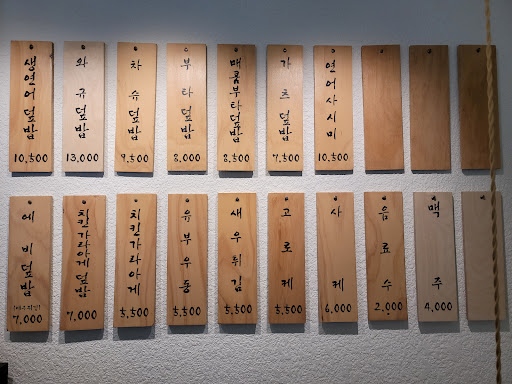 생연어덮밥
10,500
와규덮밥
13,000
차슈덮밥
9,500
부타덮밥
8,000
매콤부타덮밥
8,500
가츠덮밥
7,500
연어사시미
10,500
에비덮밥
(새우튀김)
7,000
치킨가라아게덮밥
7,000
치킨가라아게
5,500
유부우동
5,500
새우튀김
5,500
고로케
5,500
사케
6,000
음료수
2,000
맥주
4,000